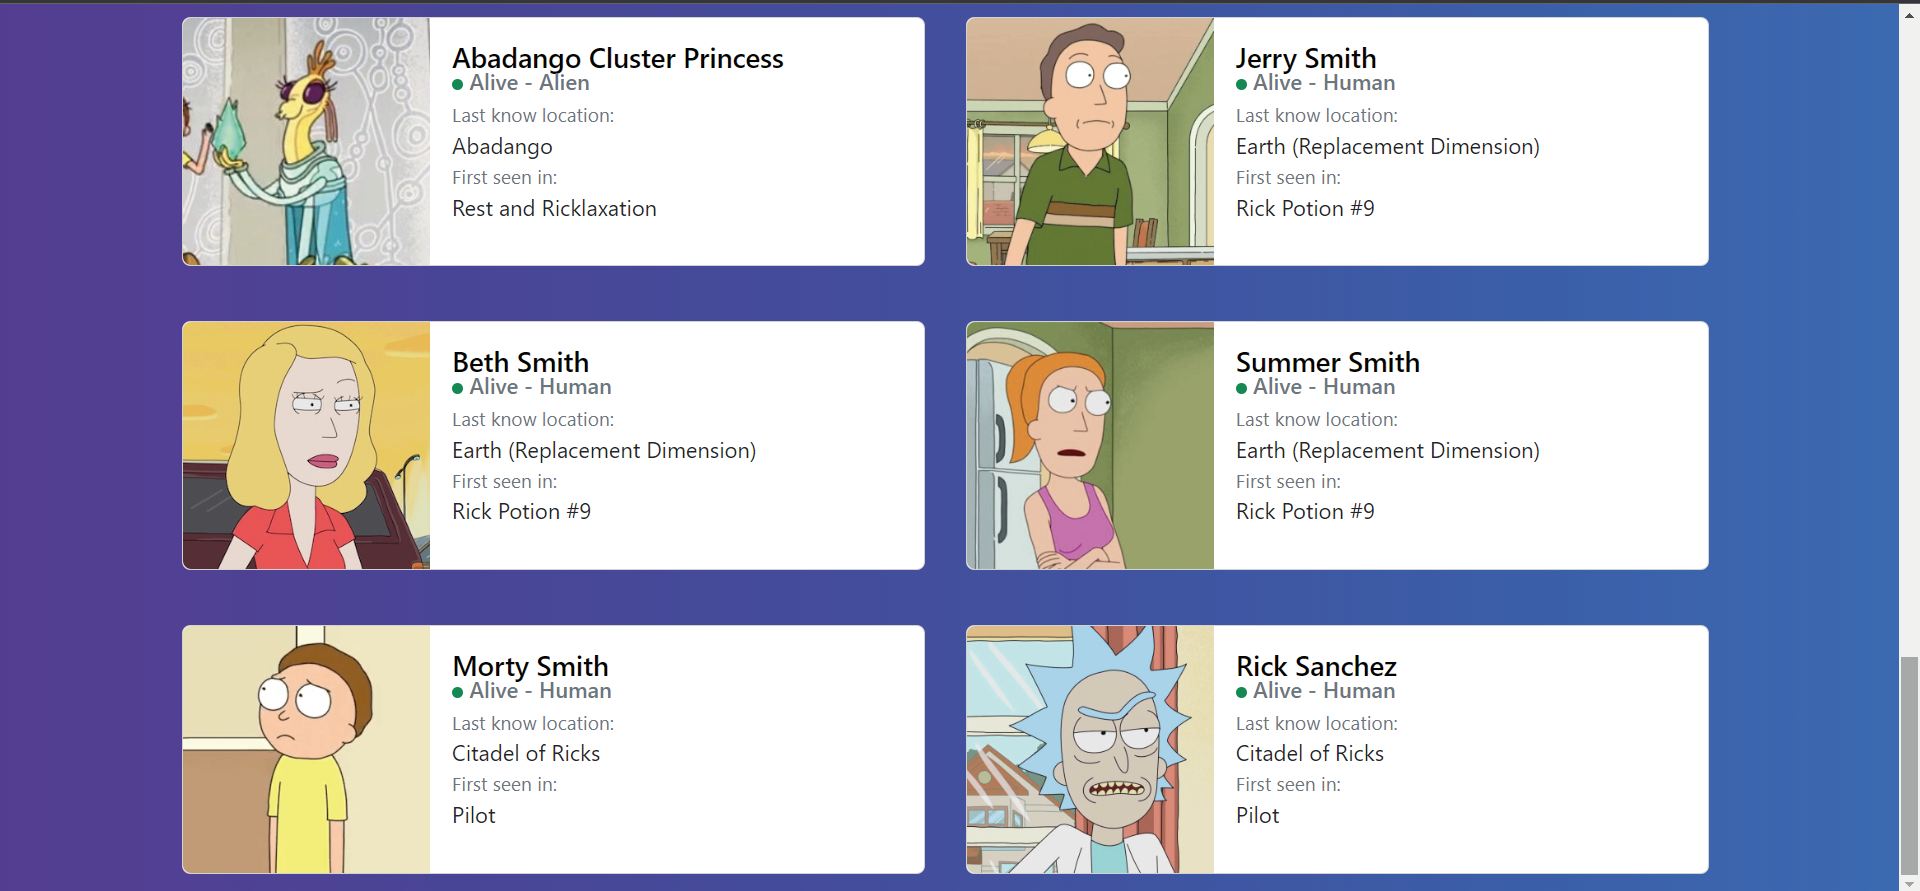 Abadango Cluster Princess
Alive - Alien
Last know location:
Abadango
First seen in:
Rest and Ricklaxation
Jerry Smith
Alive - Human
Last know location:
Earth (Replacement Dimension)
First seen in:
Rick Potion #9
Beth Smith
Alive - Human
Last know location:
Earth (Replacement Dimension)
First seen in:
Rick Potion #9
Summer Smith
Alive - Human
Last know location:
Earth (Replacement Dimension)
First seen in:
Rick Potion #9
Morty Smith
Alive - Human
Last know location:
Citadel of Ricks
First seen in:
Pilot
Rick Sanchez
Alive - Human
Last know location:
Citadel of Ricks
First seen in:
Pilot